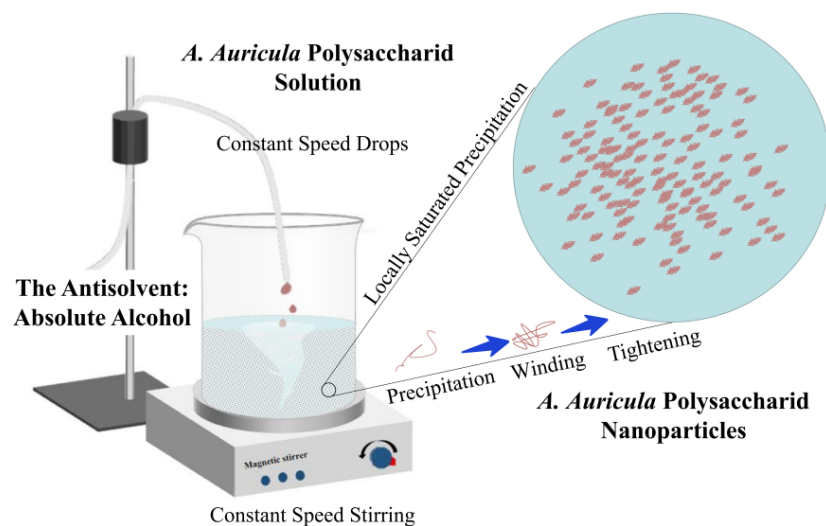 A. Auricula Polysaccharid
Solution
Constant Speed Drops
Locally Saturated Precipitation
The Antisolvent:
Absolute Alcohol
Precipitation
Winding
Tightening
A. Auricula Polysaccharid
Nanoparticles
Magnetic stirrer
Constant Speed Stirring